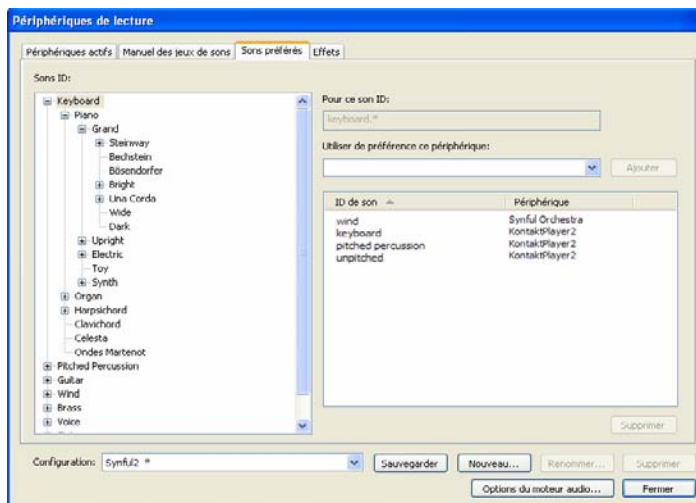 Périphériques de lecture
Périphériques actifs Manuel des jeux de sons Sons préférés Effets
Sons ID:
Keyboard
Piano
Grand
Steinway
Bechstein
Bösendorfer
Bright
Una Corda
Wide
Dark
Upright
Electric
Toy
Synth
Organ
Harpsichord
Clavichord
Celesta
Ondes Martenot
Pitched Percussion
Guitar
Wind
Brass
Voice
Pour ce son ID:
keyboard.*
Utiliser de préférence ce périphérique:
Ajouter
ID de son Périphérique
wind Synful Orchestra
keyboard KontaktPlayer2
pitched percussion KontaktPlayer2
unpitched KontaktPlayer2
Supprimer
Configuration: Synful2 * Sauvegarder Nouveau... Renommer... Supprimer
Options du moteur audio... Fermer